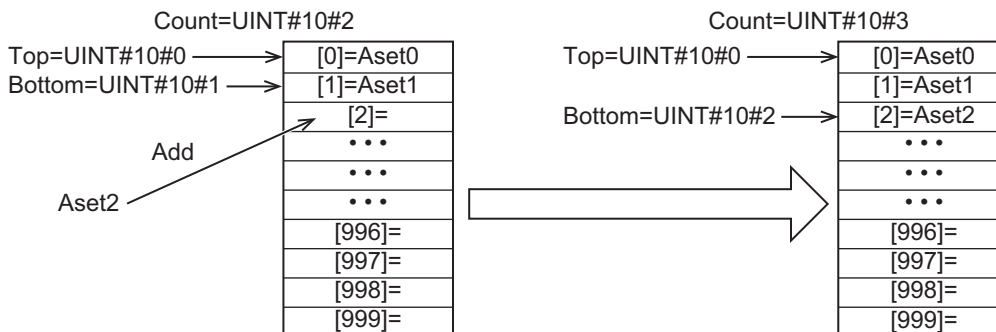 Count=UINT#10#2
Top=UINT#10#0
[0]=Aset0
Bottom=UINT#10#1
[1]=Aset1
[2]=
Add
Aset2
•••
•••
•••
[996]=
[997]=
[998]=
[999]=
Count=UINT#10#3
Top=UINT#10#0
[0]=Aset0
[1]=Aset1
Bottom=UINT#10#2
[2]=Aset2
•••
•••
•••
[996]=
[997]=
[998]=
[999]=